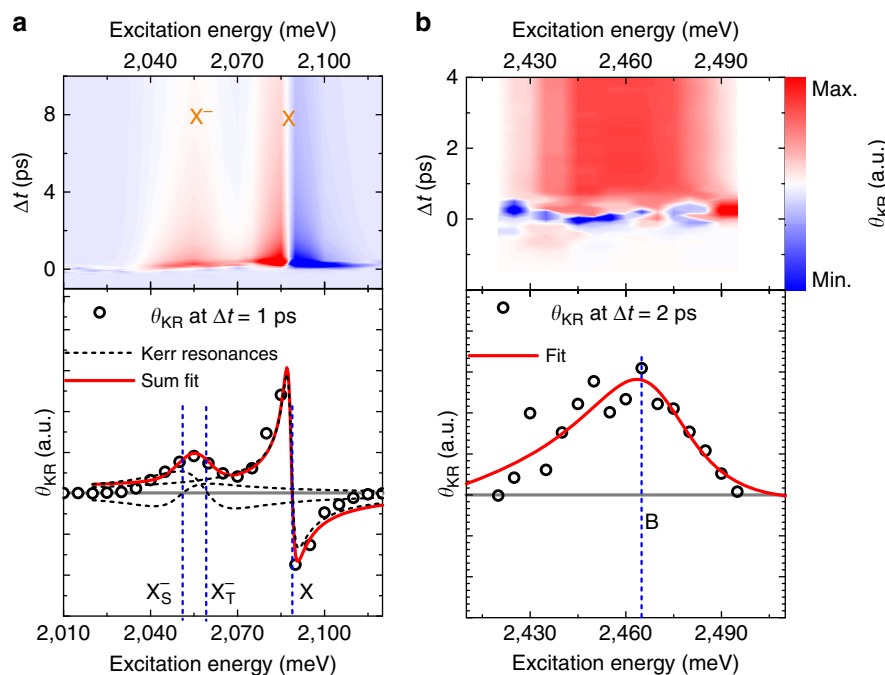 a
Excitation energy (meV)
2,040 2,070 2,100
8
4
0
Δt (ps)
X⁻
X
θKR at Δt = 1 ps
Kerr resonances
Sum fit
θKR (a.u.)
X⁻S
X⁻T
X
2,010 2,040 2,070 2,100
Excitation energy (meV)
b
Excitation energy (meV)
2,430 2,460 2,490
4
2
0
Δt (ps)
Max.
Min.
θKR (a.u.)
θKR at Δt = 2 ps
Fit
B
2,430 2,460 2,490
Excitation energy (meV)